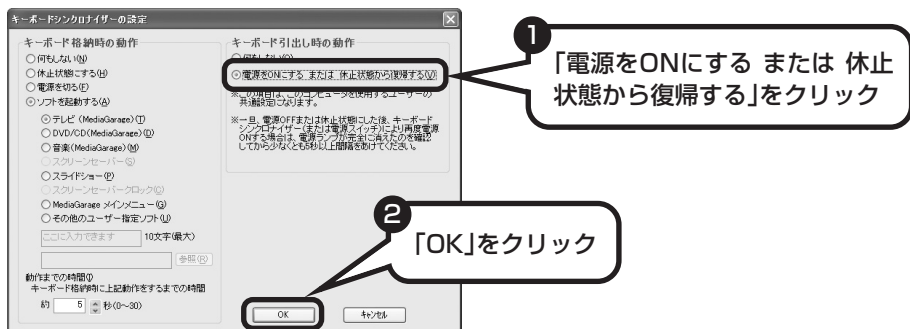 キーボードシンクロナイザーの設定
キーボード格納時の動作
何もしない(N)
休止状態にする(H)
電源を切る(F)
ソフトを起動する(A)
テレビ (MediaGarage)(T)
DVD/CD(MediaGarage)(D)
音楽(MediaGarage)(M)
スクリーンセーバー(S)
スライドショー(P)
スクリーンセーバークロック(C)
MediaGarage メインメニュー(G)
その他のユーザー指定ソフト(U)
ここに入力できます 10文字(最大)
参照(R)
動作までの時間(I)
キーボード格納時に上記動作をするまでの時間
約 5 秒(0～30)
キーボード引出し時の動作
何もしない(O)
電源をONにする または 休止状態から復帰する(V)
※この項目は、このコンピュータを使用するユーザーの
共通設定になります。
※一旦、電源OFFまたは休止状態にした後、キーボード
シンクロナイザー(または電源スイッチ)により再度電源
ONする場合は、電源ランプが完全に消えたのを確認
してから少なくとも5秒以上間隔をあけてください。
OK キャンセル
1
「電源をONにする または 休止
状態から復帰する」をクリック
2
「OK」をクリック